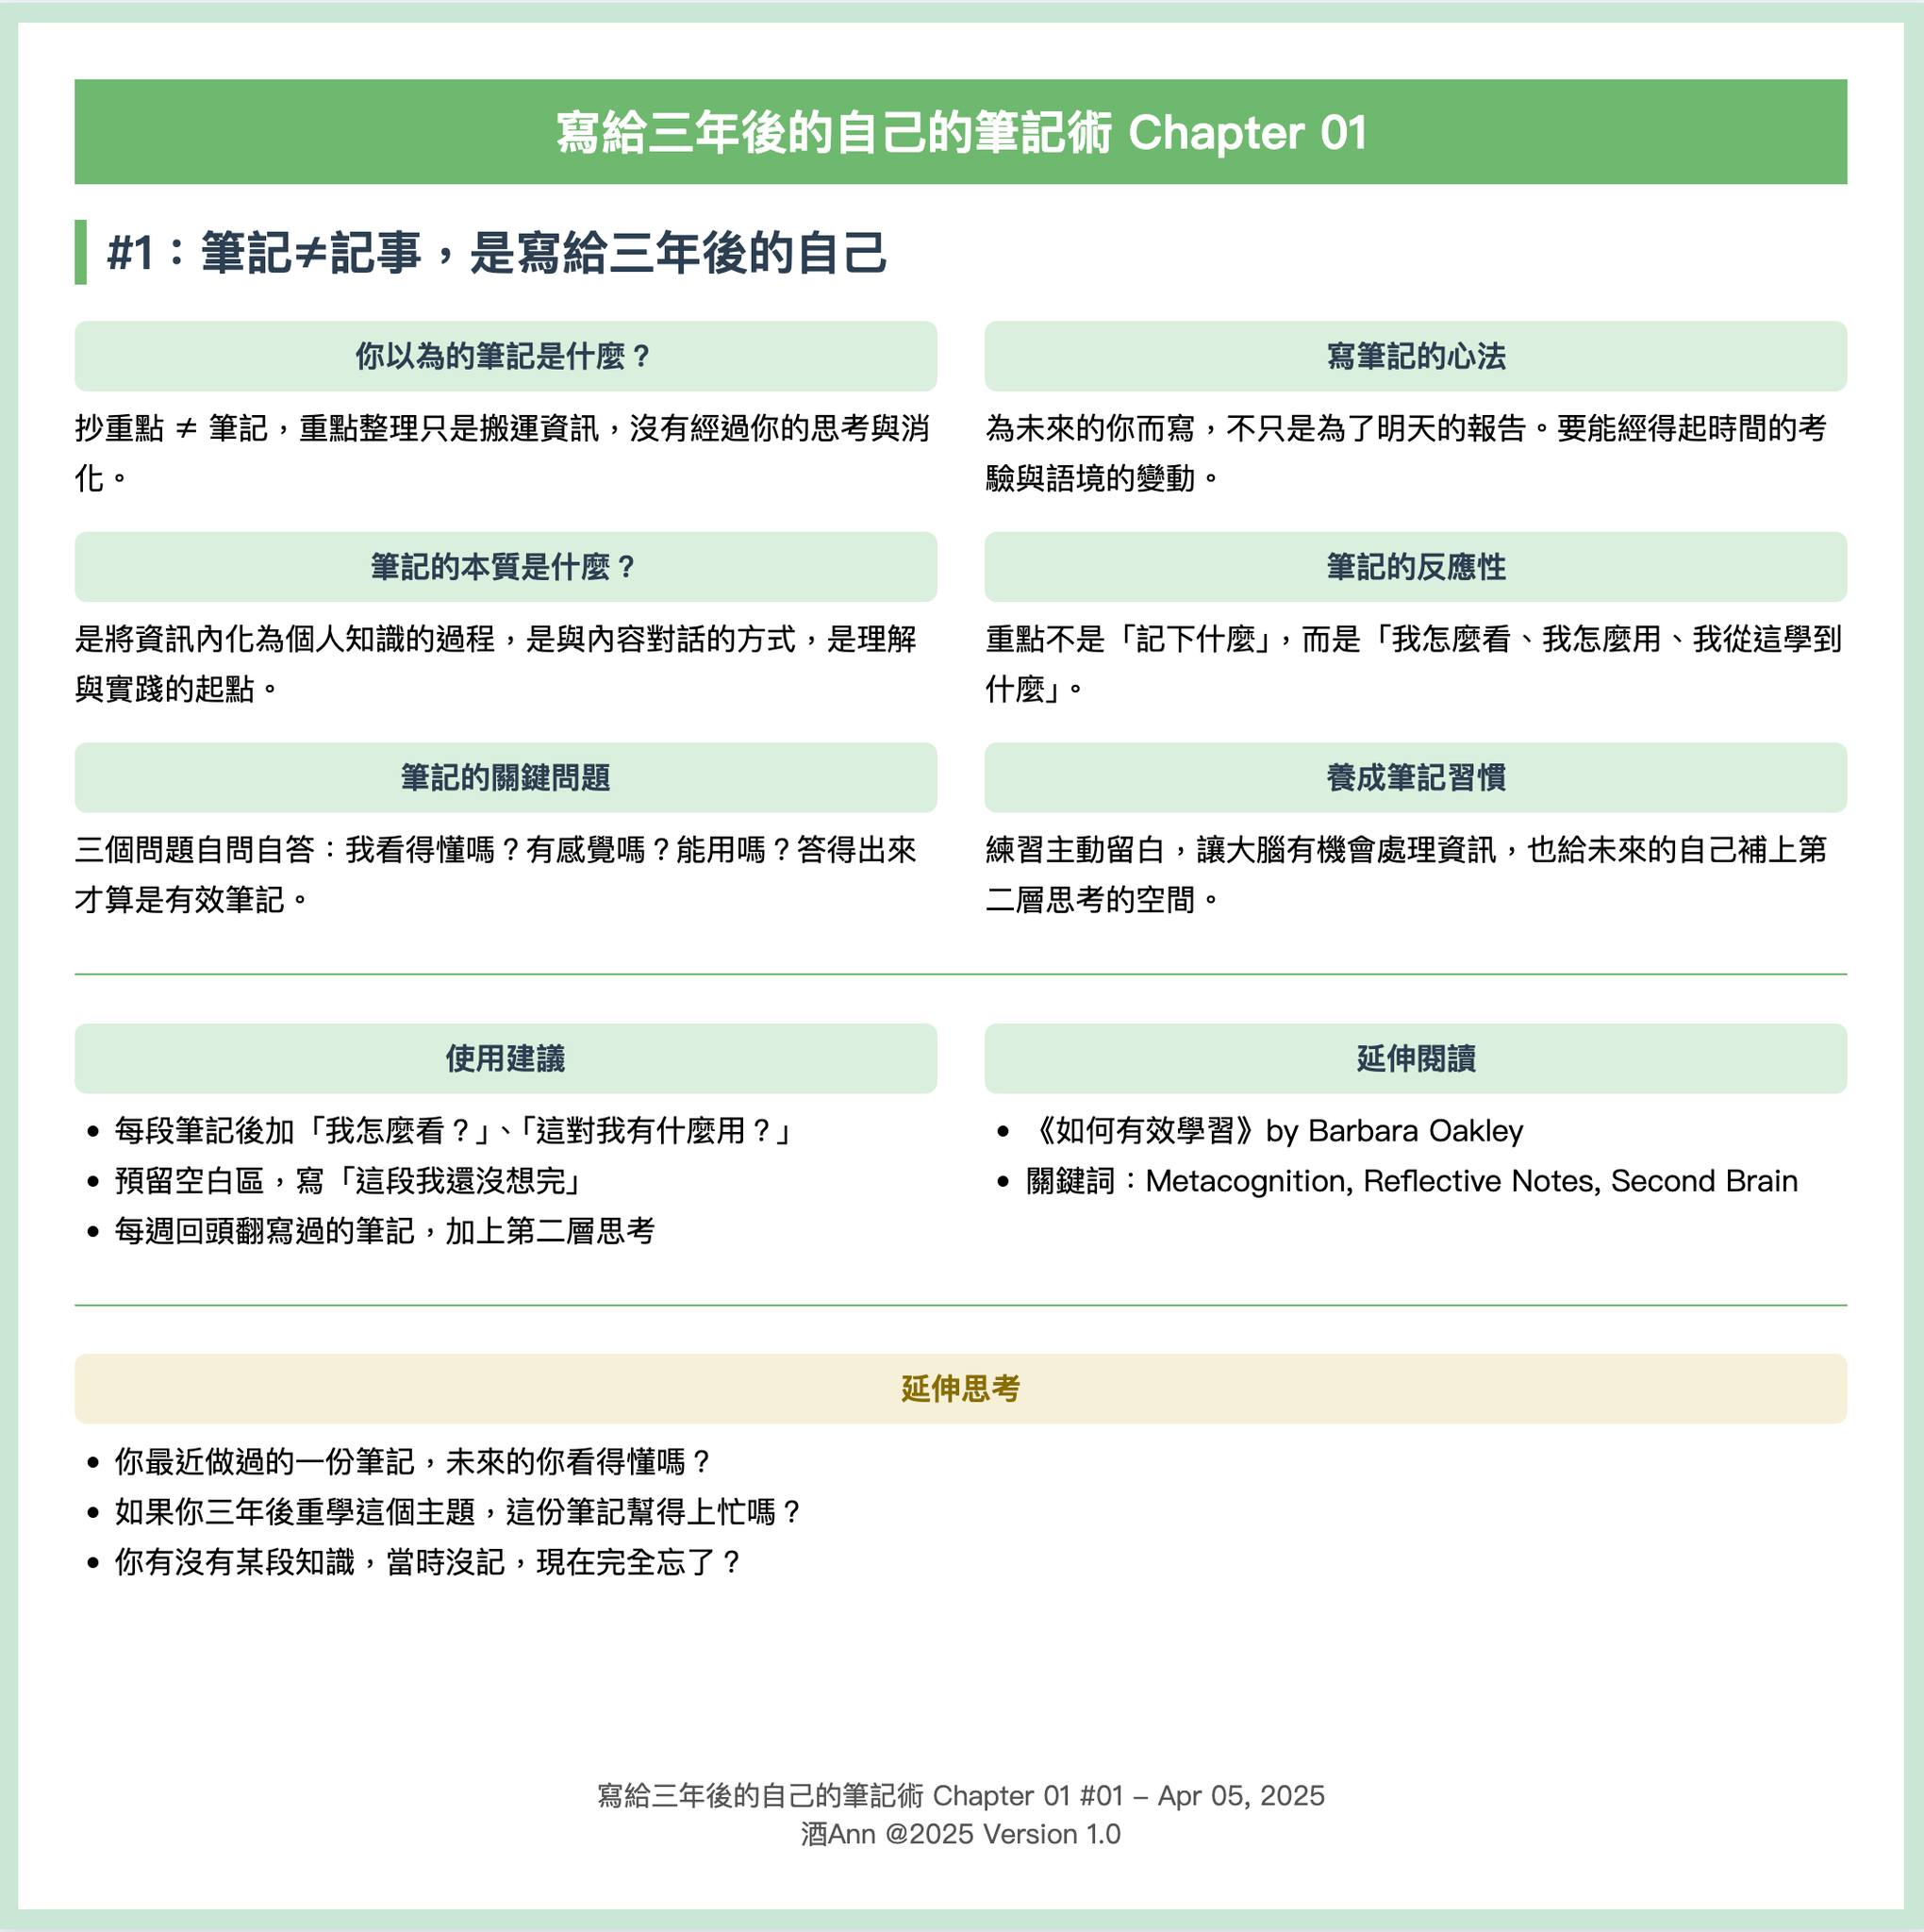 寫給三年後的自己的筆記術 Chapter 01
#1：筆記≠記事，是寫給三年後的自己
你以為的筆記是什麼？
抄重點 ≠ 筆記，重點整理只是搬運資訊，沒有經過你的思考與消
化。
寫筆記的心法
為未來的你而寫，不只是為了明天的報告。要能經得起時間的考
驗與語境的變動。
筆記的本質是什麼？
是將資訊內化為個人知識的過程，是與內容對話的方式，是理解
與實踐的起點。
筆記的反應性
重點不是「記下什麼」，而是「我怎麼看、我怎麼用、我從這學到
什麼」。
筆記的關鍵問題
三個問題自問自答：我看得懂嗎？有感覺嗎？能用嗎？答得出來
才算是有效筆記。
養成筆記習慣
練習主動留白，讓大腦有機會處理資訊，也給未來的自己補上第
二層思考的空間。
使用建議
• 每段筆記後加「我怎麼看？」、「這對我有什麼用？」
• 預留空白區，寫「這段我還沒想完」
• 每週回頭翻寫過的筆記，加上第二層思考
延伸閱讀
• 《如何有效學習》by Barbara Oakley
• 關鍵詞：Metacognition, Reflective Notes, Second Brain
延伸思考
• 你最近做過的一份筆記，未來的你看得懂嗎？
• 如果你三年後重學這個主題，這份筆記幫得上忙嗎？
• 你有沒有某段知識，當時沒記，現在完全忘了？
寫給三年後的自己的筆記術 Chapter 01 #01 – Apr 05, 2025
酒Ann @2025 Version 1.0